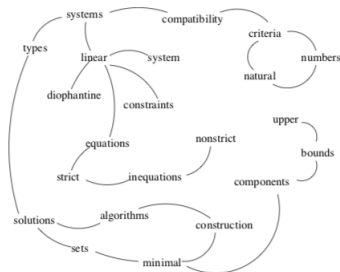 systems
compatibility
criteria
types
linear
system
numbers
natural
diophantine
constraints
upper
equations
nonstrict
bounds
strict
inequations
components
solutions
algorithms
construction
sets
minimal